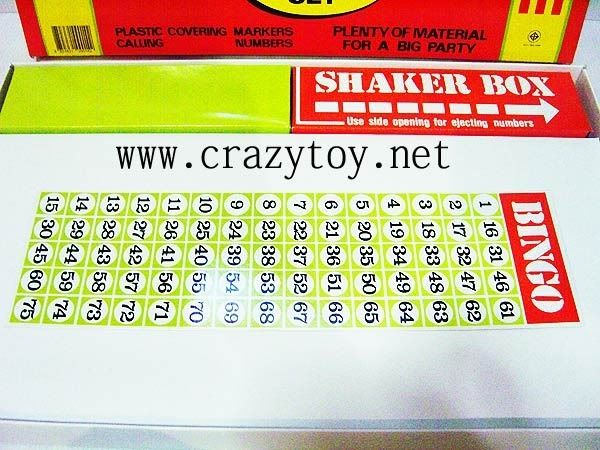 PLASTIC COVERING MARKERS
CALLING NUMBERS
PLENTY OF MATERIAL
FOR A BIG PARTY
SHAKER BOX
Use side opening for ejecting numbers
www.crazytoy.net
BINGO
1 16 31 46 61
2 17 32 47 62
3 18 33 48 63
4 19 34 49 64
5 20 35 50 65
6 21 36 51 66
7 22 37 52 67
8 23 38 53 68
9 24 39 54 69
10 25 40 55 70
11 26 41 56 71
12 27 42 57 72
13 28 43 58 73
14 29 44 59 74
15 30 45 60 75